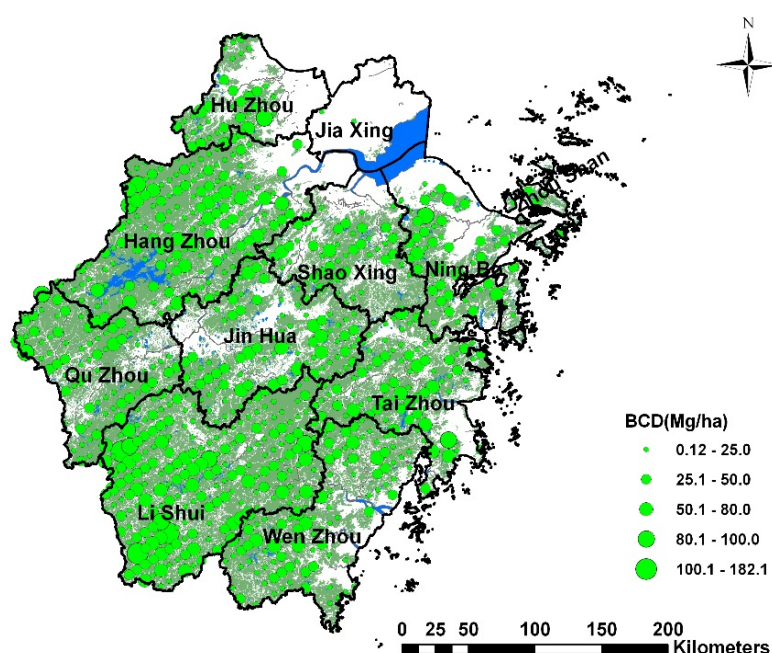 N
Hu Zhou
Jia Xing
Zhou Shan
Hang Zhou
Shao Xing
Ning Bo
Jin Hua
Qu Zhou
Tai Zhou
Li Shui
Wen Zhou
BCD(Mg/ha)
0.12 - 25.0
25.1 - 50.0
50.1 - 80.0
80.1 - 100.0
100.1 - 182.1
0 25 50 100 150 200
Kilometers